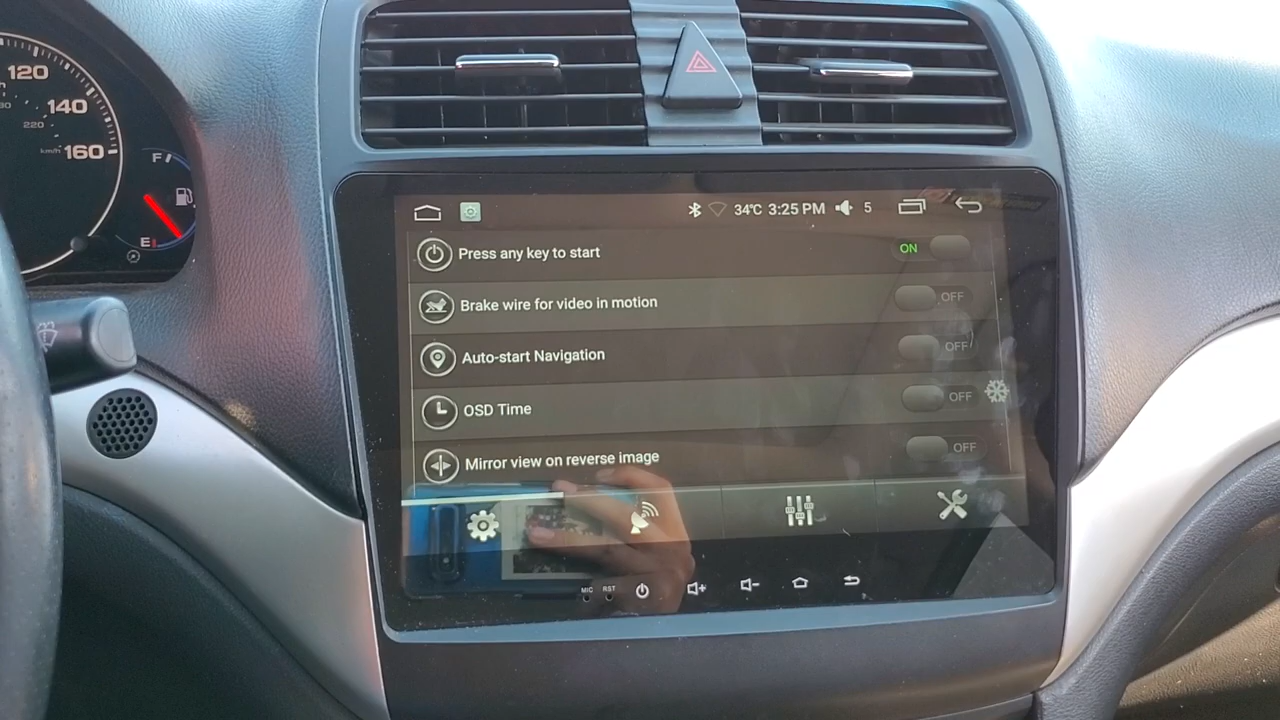 120
140
220
km/h 160
F
E
34℃ 3:25 PM 5
Press any key to start ON
Brake wire for video in motion OFF
Auto-start Navigation OFF
OSD Time OFF
Mirror view on reverse image OFF
MIC RST